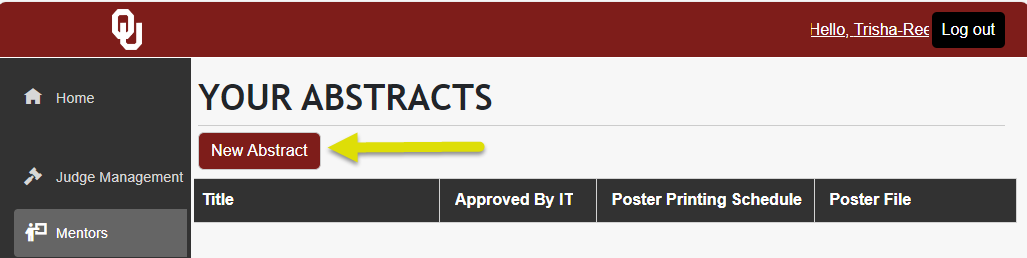 OU
Hello, Trisha-Ree
Log out
Home
Judge Management
Mentors
YOUR ABSTRACTS
New Abstract
Title Approved By IT Poster Printing Schedule Poster File